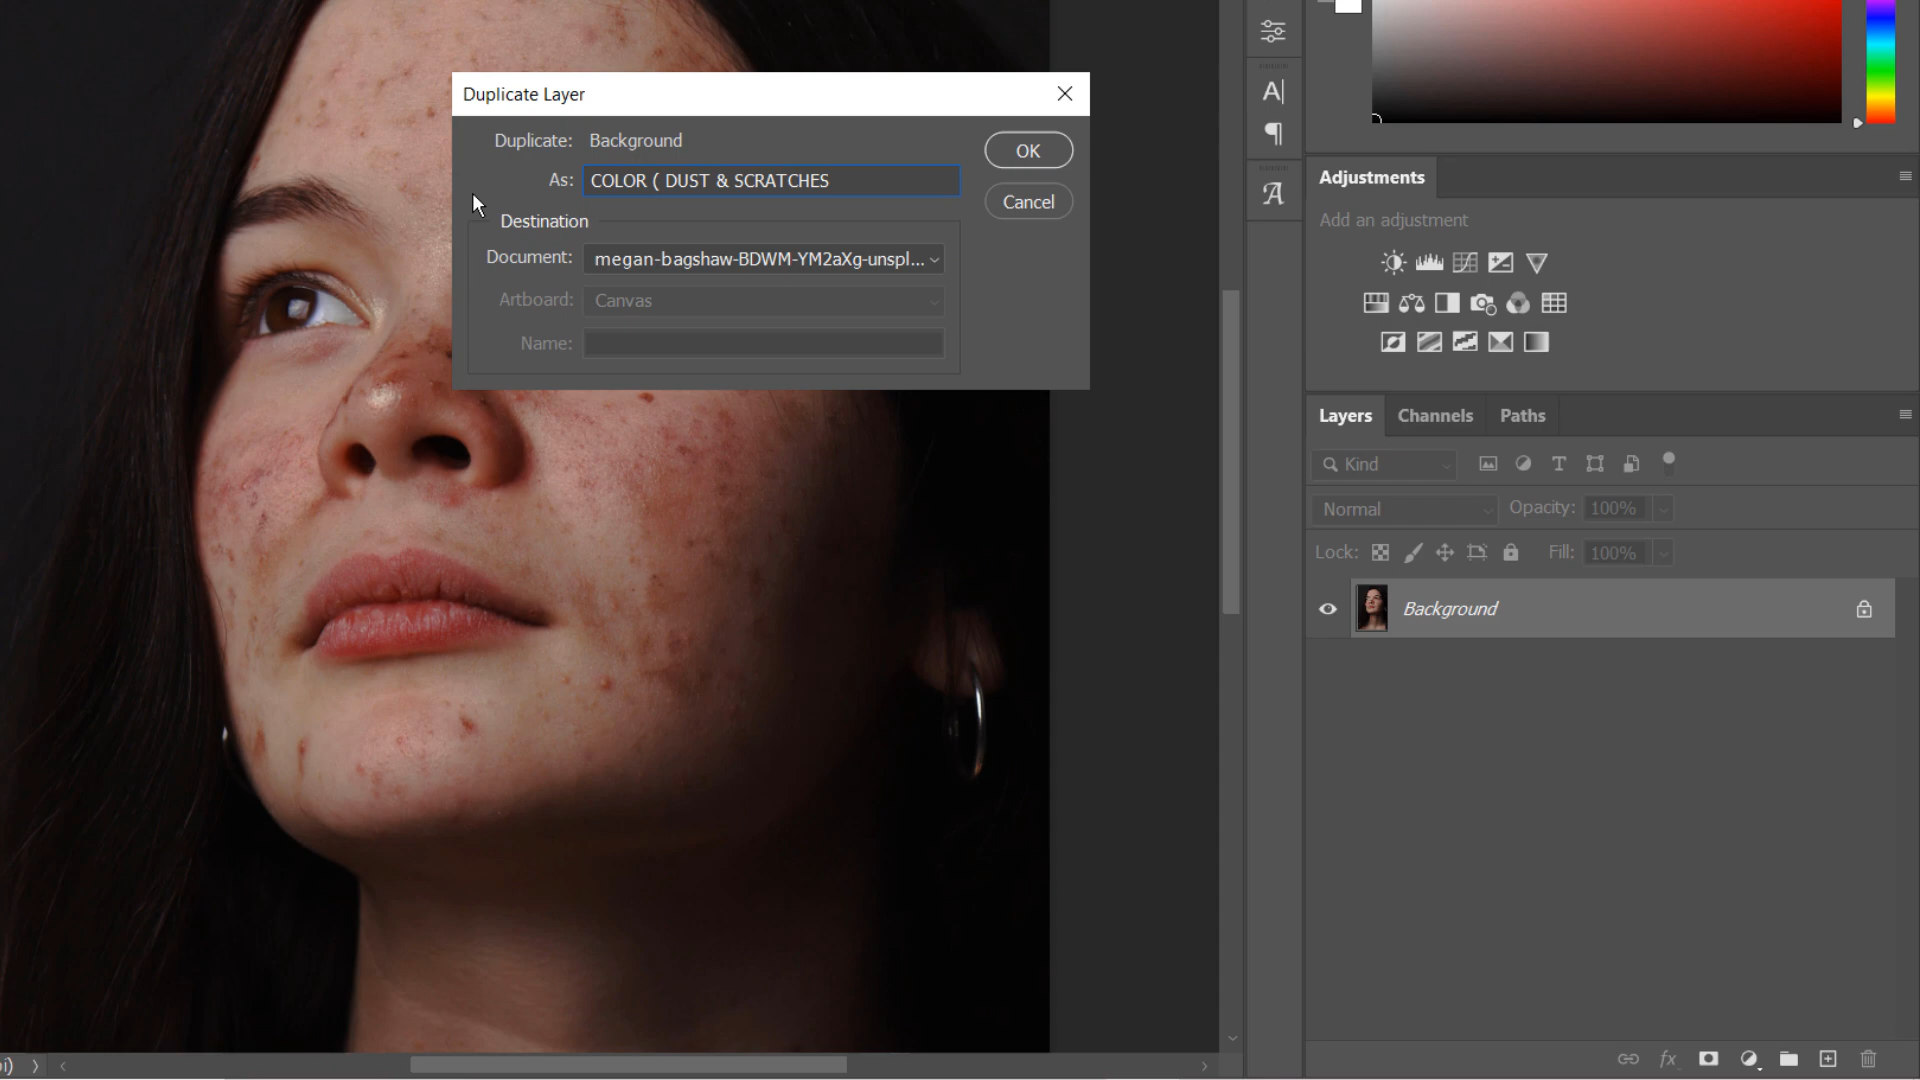 Duplicate Layer
Duplicate: Background
OK
As: COLOR ( DUST & SCRATCHES
Cancel
Destination
Document: megan-bagshaw-BDWM-YM2aXg-unspl...
Artboard: Canvas
Name:
Adjustments
Add an adjustment
Layers Channels Paths
Kind
Normal Opacity: 100%
Lock: Fill: 100%
Background
fx